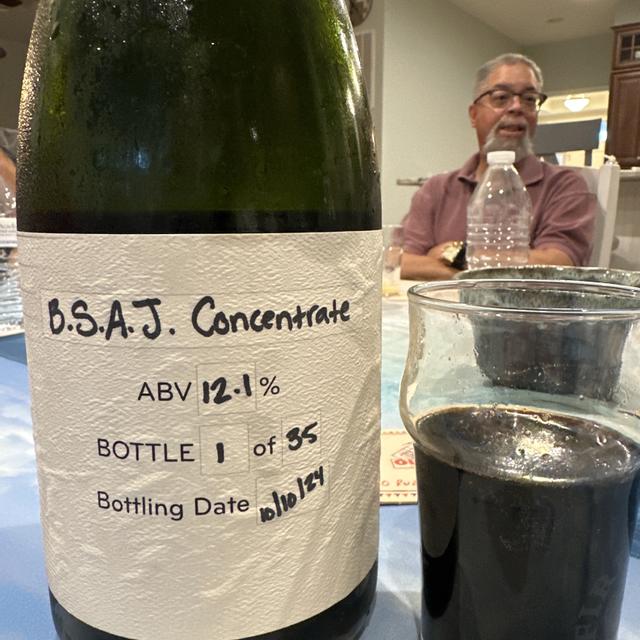 B.S.A.J. Concentrate
ABV 12.1 %
BOTTLE 1 of 35
Bottling Date 10/10/24